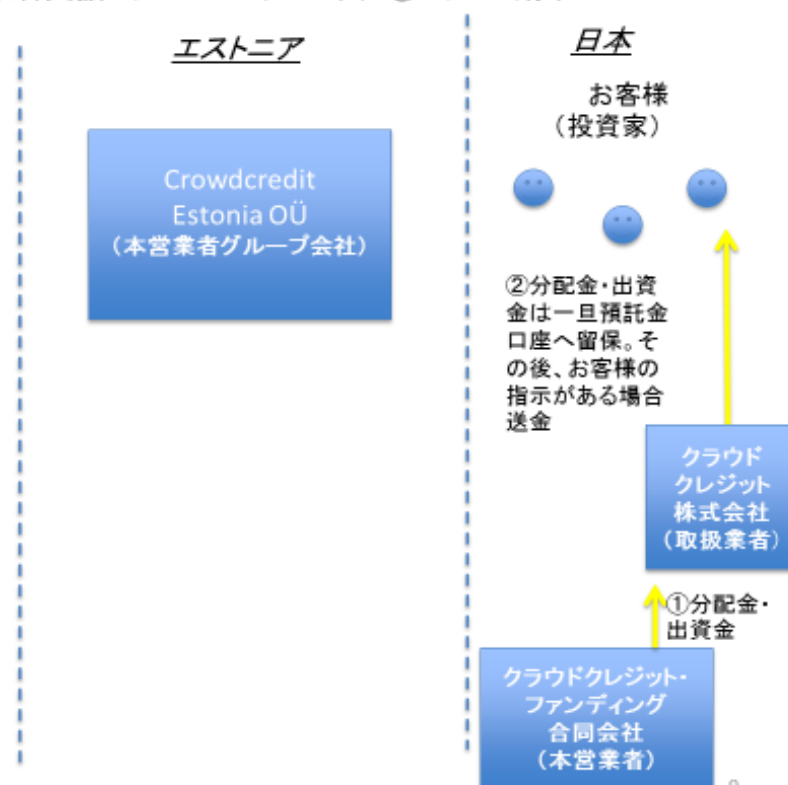 エストニア
Crowdcredit
Estonia OÜ
(本営業者グループ会社)
日本
お客様
(投資家)
②分配金・出資
金は一旦預託金
口座へ留保。そ
の後、お客様の
指示がある場合
送金
クラウド
クレジット
株式会社
(取扱業者)
①分配金・
出資金
クラウドクレジット・
ファンディング
合同会社
(本営業者)